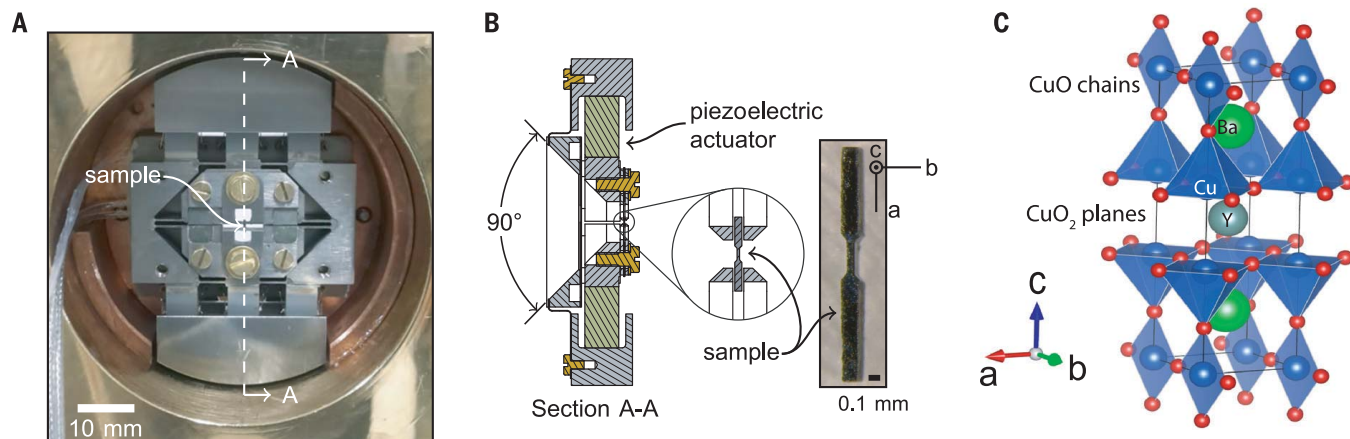 A
A
sample
A
10 mm
B
piezoelectric
actuator
90°
sample
Section A-A
c
b
a
0.1 mm
C
CuO chains
Ba
Cu
CuO₂ planes
Y
c
a
b